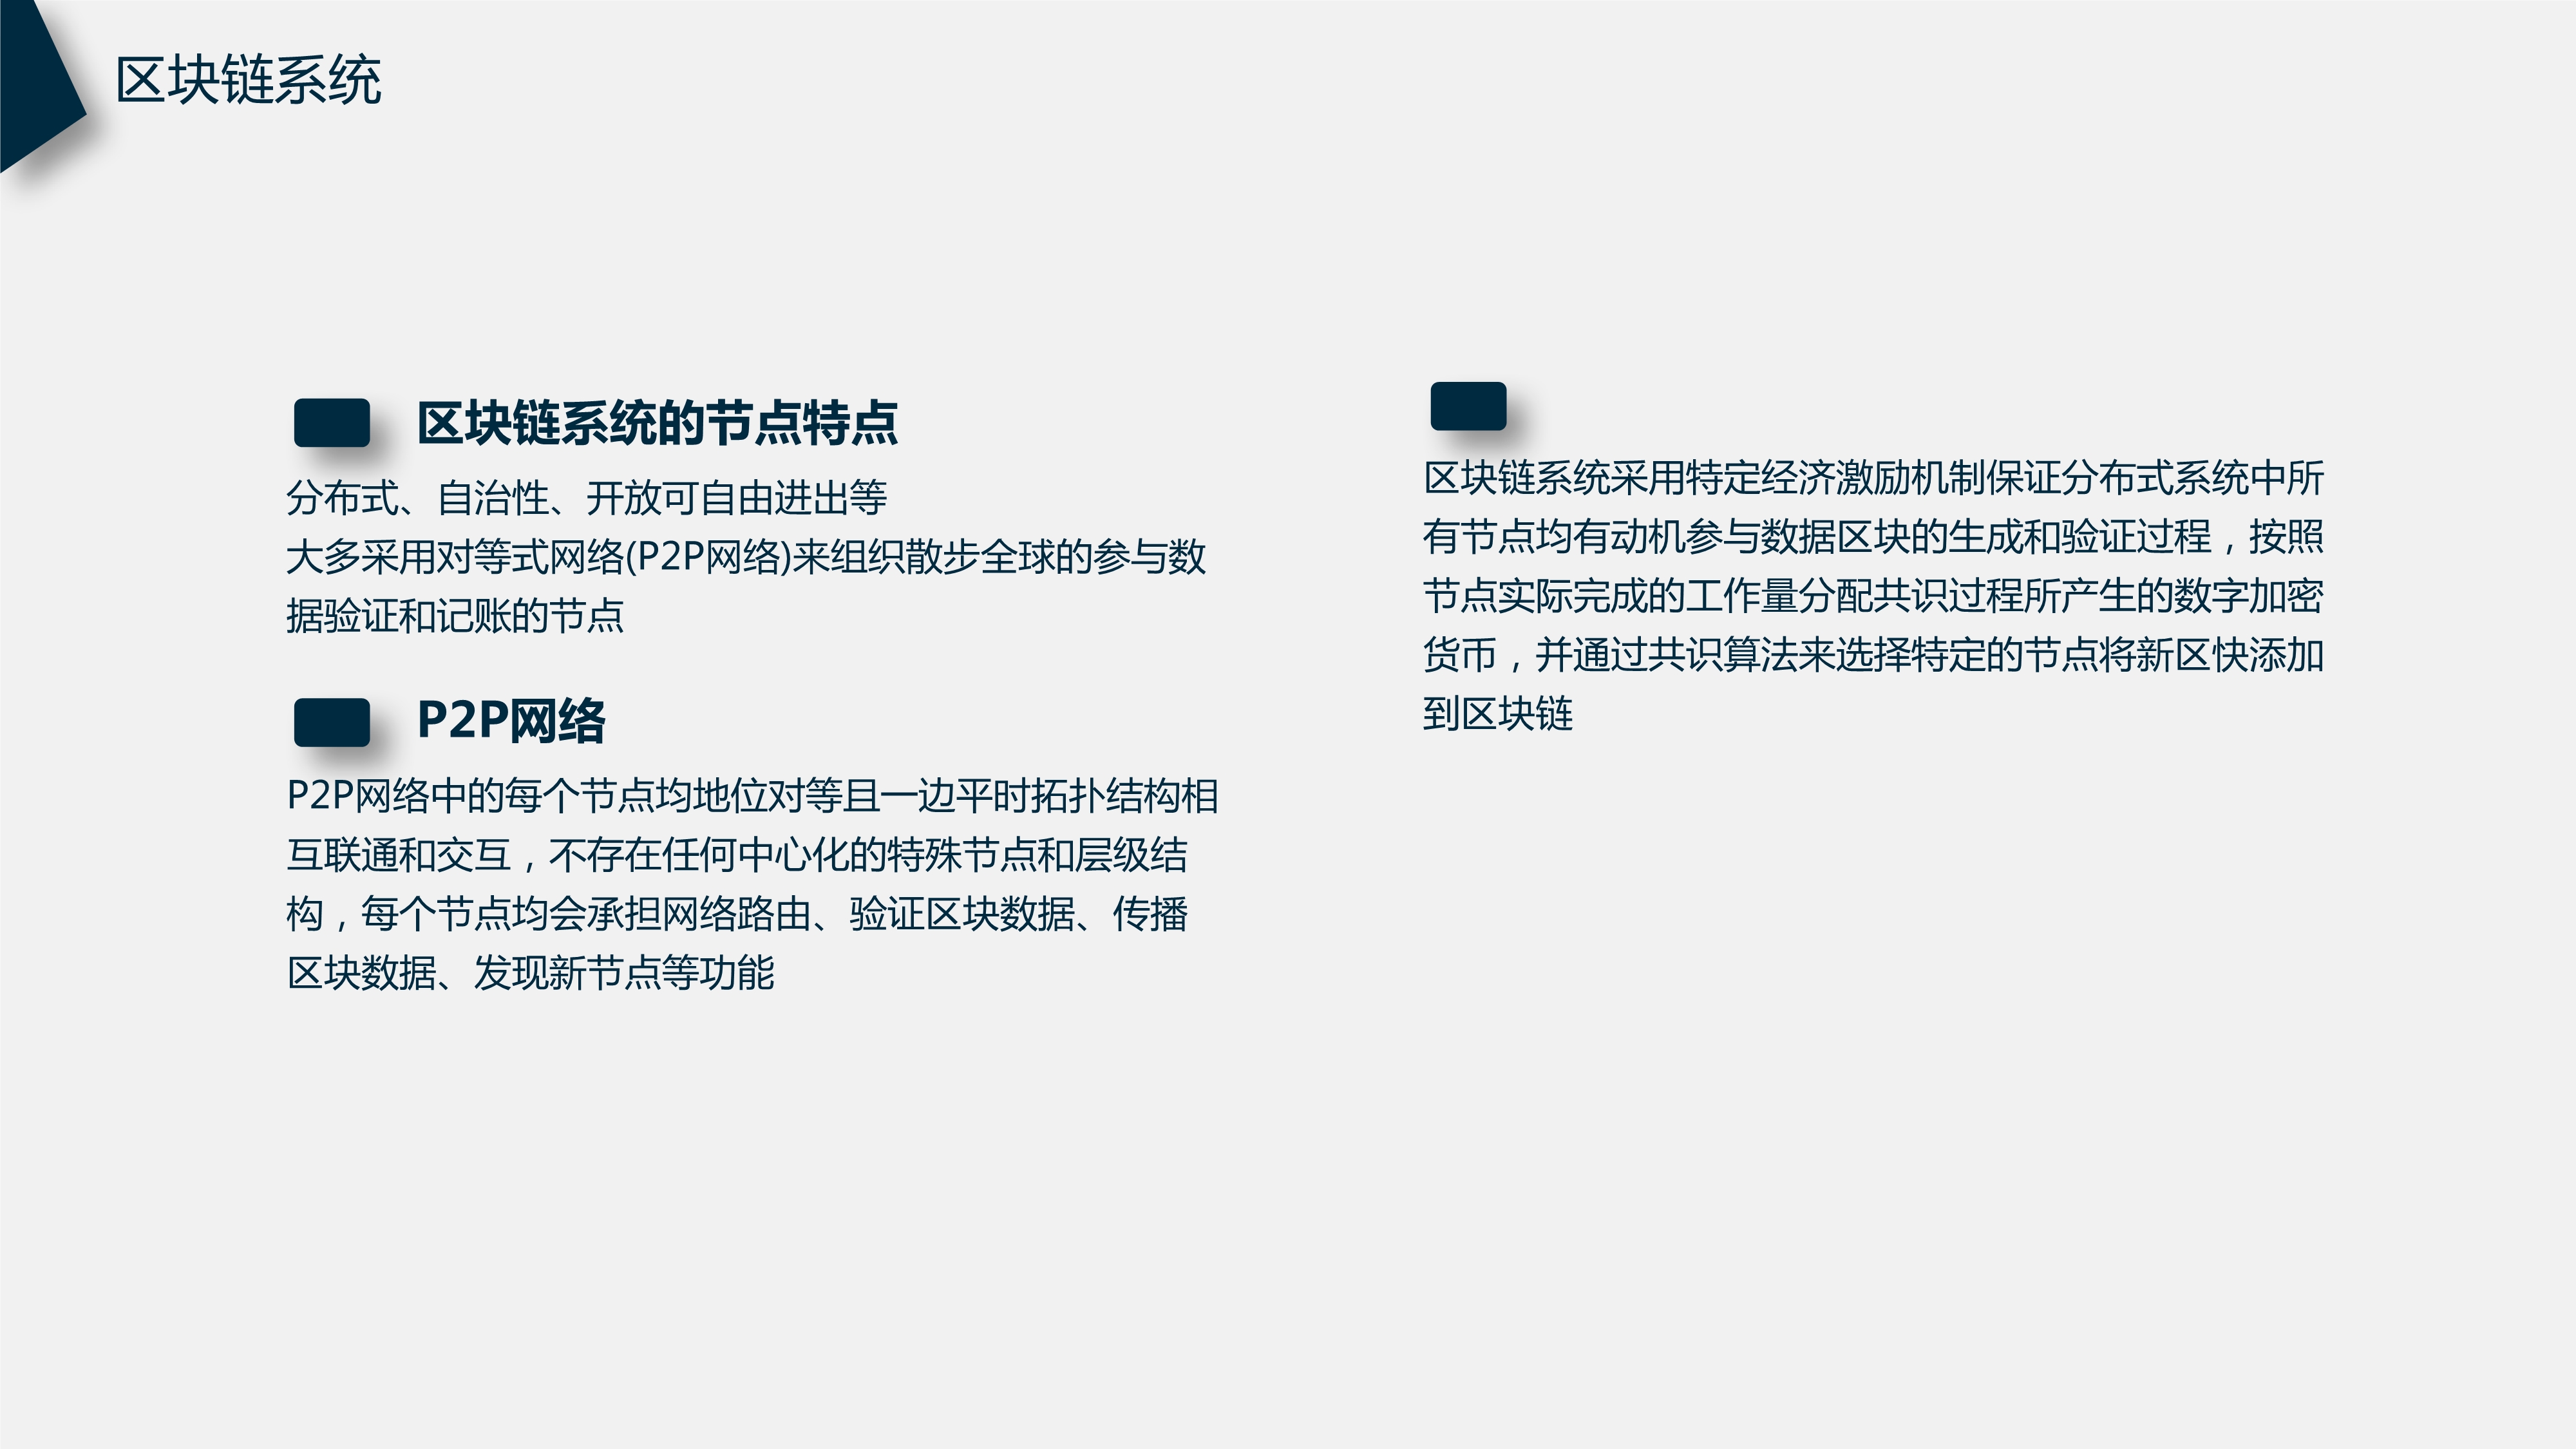 区块链系统
区块链系统的节点特点
分布式、自治性、开放可自由进出等
大多采用对等式网络(P2P网络)来组织散步全球的参与数
据验证和记账的节点
P2P网络
P2P网络中的每个节点均地位对等且一边平时拓扑结构相
互联通和交互，不存在任何中心化的特殊节点和层级结
构，每个节点均会承担网络路由、验证区块数据、传播
区块数据、发现新节点等功能
区块链系统采用特定经济激励机制保证分布式系统中所
有节点均有动机参与数据区块的生成和验证过程，按照
节点实际完成的工作量分配共识过程所产生的数字加密
货币，并通过共识算法来选择特定的节点将新区快添加
到区块链